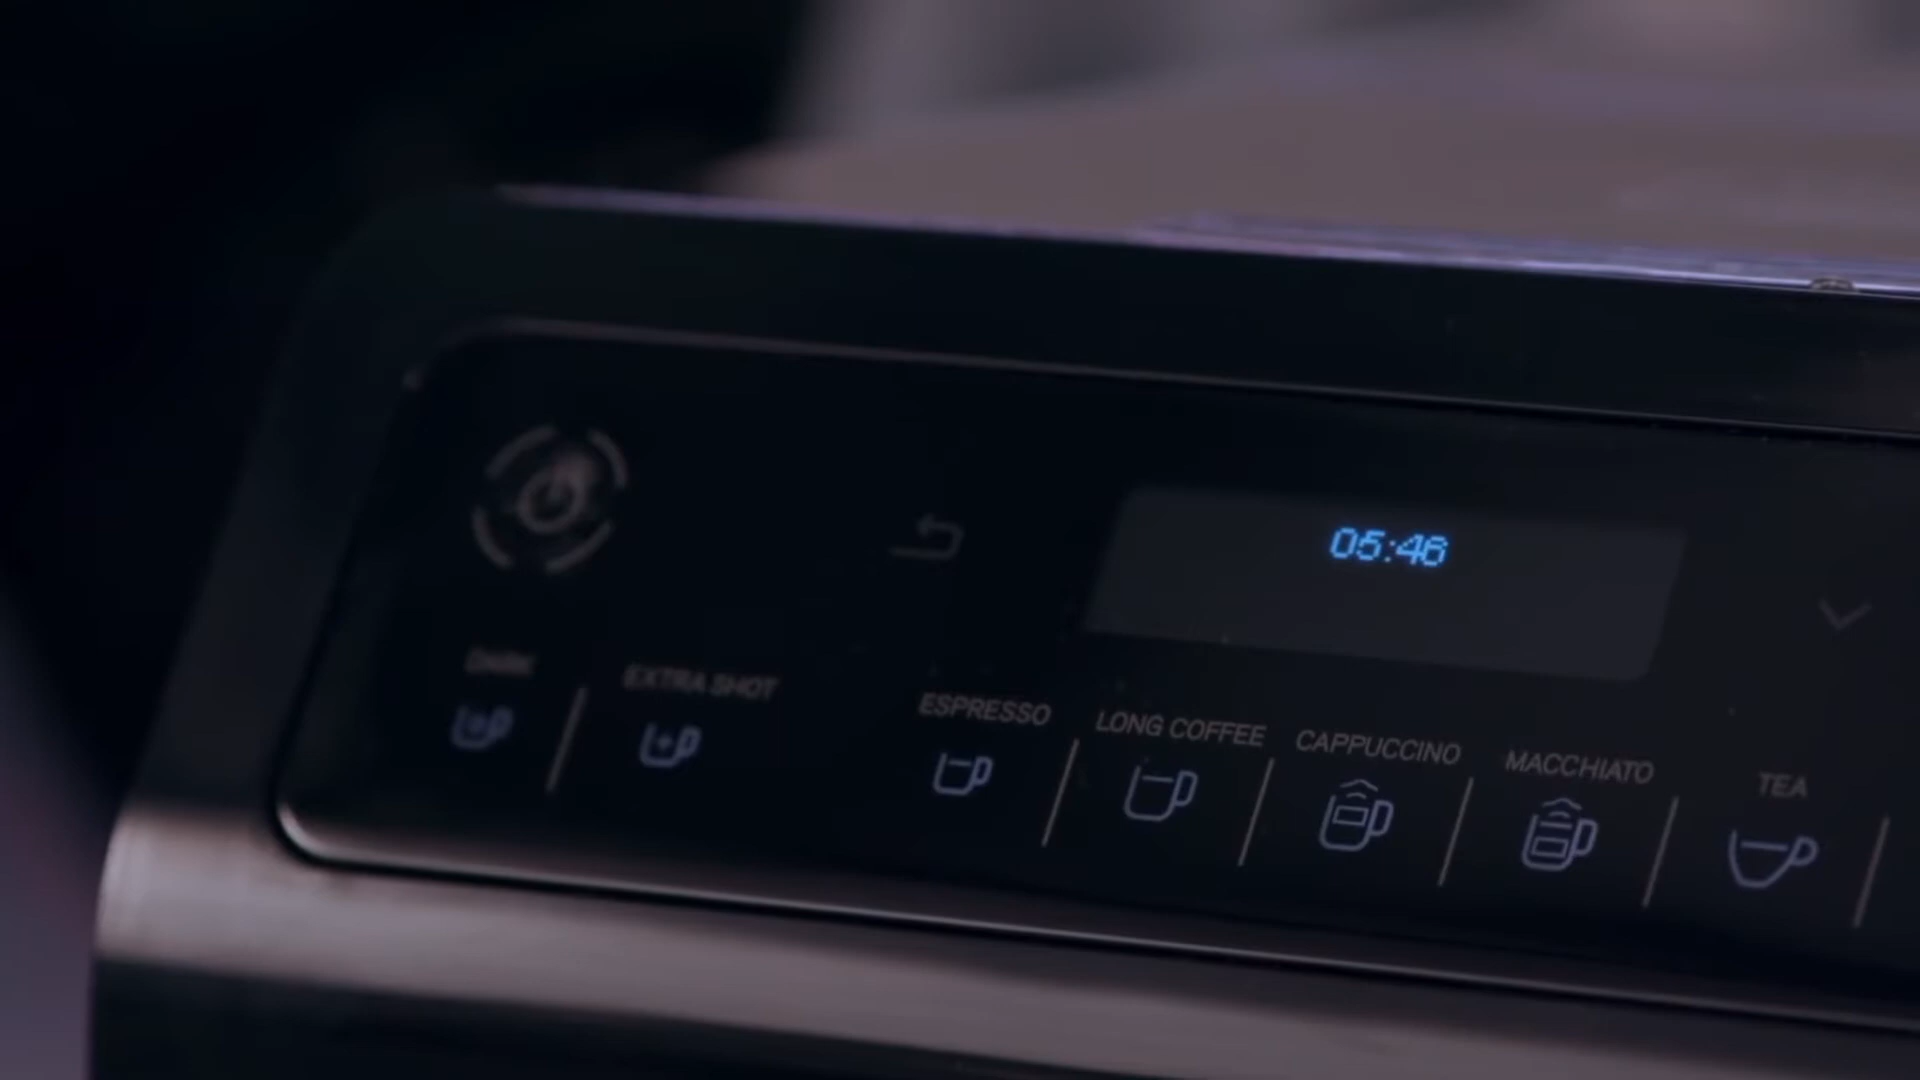 05:46
DARK
EXTRA SHOT
ESPRESSO
LONG COFFEE
CAPPUCCINO
MACCHIATO
TEA